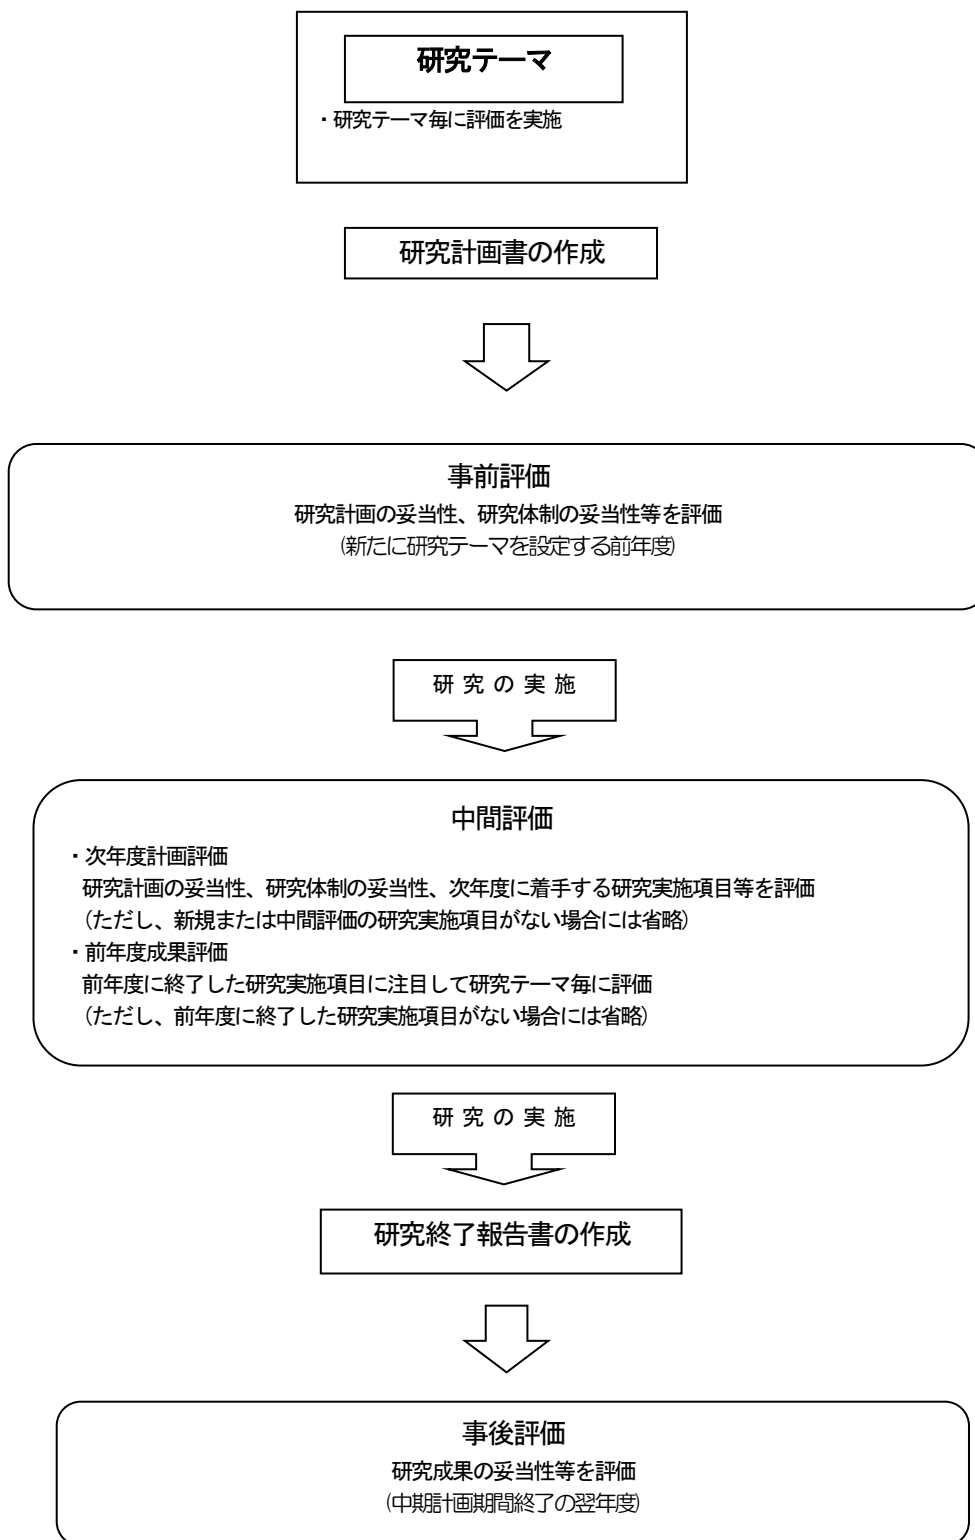 研究テーマ
・研究テーマ毎に評価を実施
研究計画書の作成
事前評価
研究計画の妥当性、研究体制の妥当性等を評価
(新たに研究テーマを設定する前年度)
研究の実施
中間評価
・次年度計画評価
研究計画の妥当性、研究体制の妥当性、次年度に着手する研究実施項目等を評価
(ただし、新規または中間評価の研究実施項目がない場合には省略)
・前年度成果評価
前年度に終了した研究実施項目に注目して研究テーマ毎に評価
(ただし、前年度に終了した研究実施項目がない場合には省略)
研究の実施
研究終了報告書の作成
事後評価
研究成果の妥当性等を評価
(中期計画期間終了の翌年度)